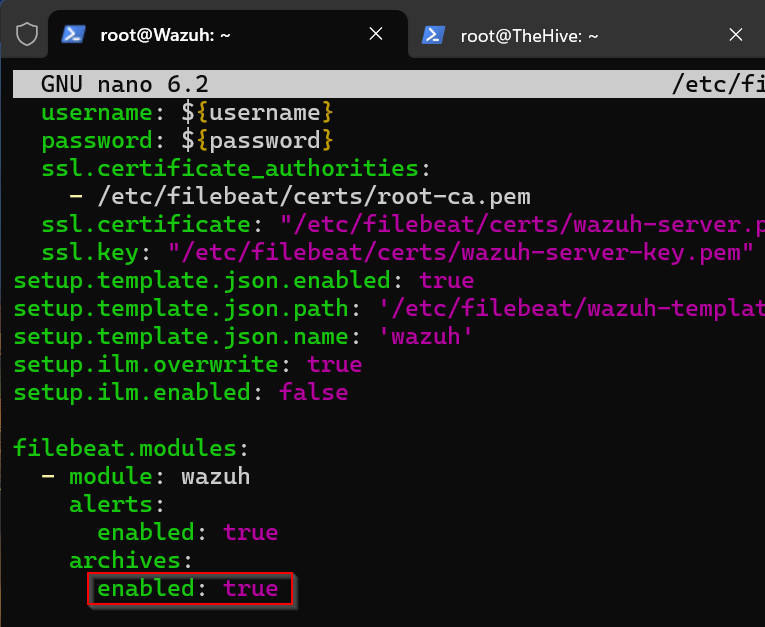 root@Wazuh: ~
root@TheHive: ~
GNU nano 6.2 /etc/fi
username: ${username}
password: ${password}
ssl.certificate_authorities:
- /etc/filebeat/certs/root-ca.pem
ssl.certificate: "/etc/filebeat/certs/wazuh-server.p
ssl.key: "/etc/filebeat/certs/wazuh-server-key.pem"
setup.template.json.enabled: true
setup.template.json.path: '/etc/filebeat/wazuh-templat
setup.template.json.name: 'wazuh'
setup.ilm.overwrite: true
setup.ilm.enabled: false
filebeat.modules:
- module: wazuh
alerts:
enabled: true
archives:
enabled: true